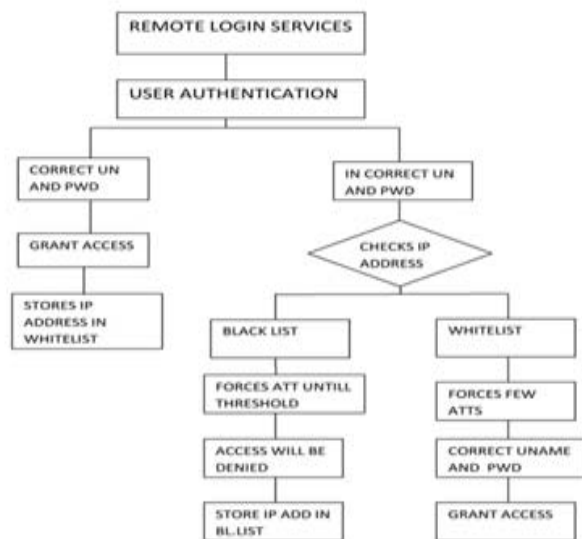 REMOTE LOGIN SERVICES
USER AUTHENTICATION
CORRECT UN
AND PWD
IN CORRECT UN
AND PWD
GRANT ACCESS
CHECKS IP
ADDRESS
STORES IP
ADDRESS IN
WHITELIST
BLACK LIST
WHITELIST
FORCES ATT UNTILL
THRESHOLD
FORCES FEW
ATTS
ACCESS WILL BE
DENIED
CORRECT UNAME
AND PWD
STORE IP ADD IN
BL.LIST
GRANT ACCESS